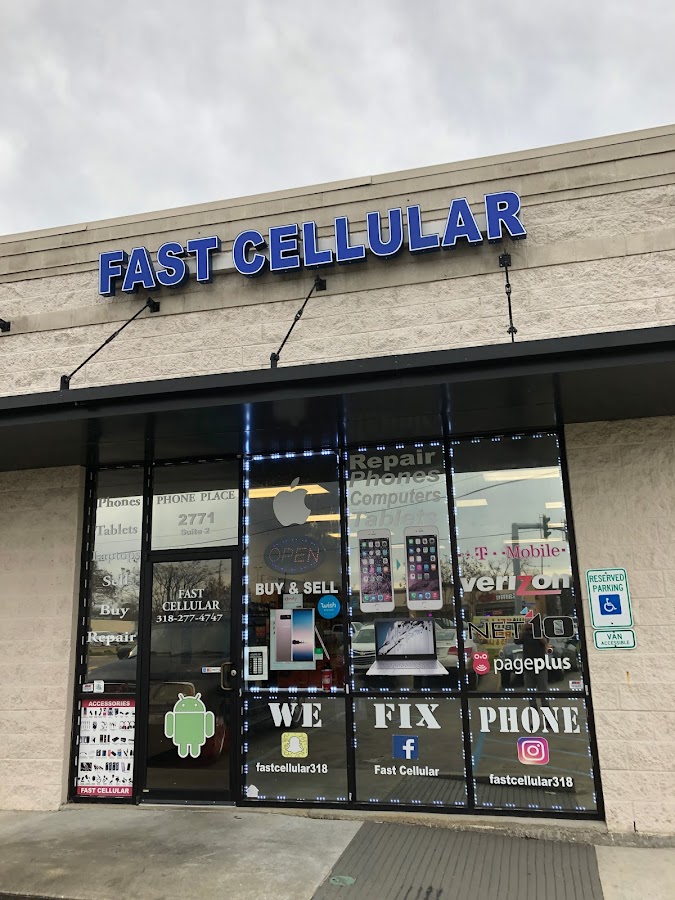 FAST CELLULAR
Phones
Tablets
Laptops
Sell
Buy
Repair
PHONE PLACE
2771
Suite 2
FAST
CELLULAR
318-277-4747
ACCESSORIES
FAST CELLULAR
OPEN
BUY & SELL
wish
Repair
Phones
Computers
Tablets
T - - Mobile -
verizon
NET10
pageplus
RESERVED
PARKING
VAN
ACCESSIBLE
WE FIX PHONE
fastcellular318
Fast Cellular
fastcellular318